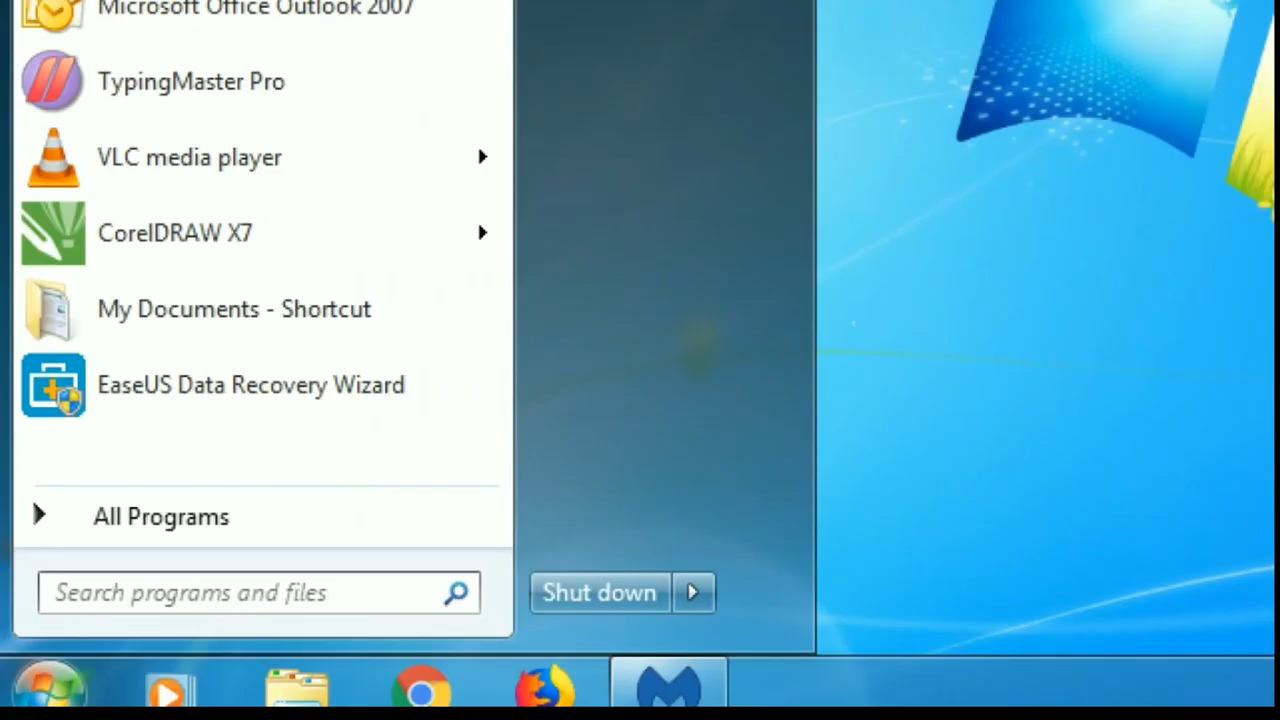 Microsoft Office Outlook 2007
TypingMaster Pro
VLC media player
CorelDRAW X7
My Documents - Shortcut
EaseUS Data Recovery Wizard
All Programs
Search programs and files
Shut down